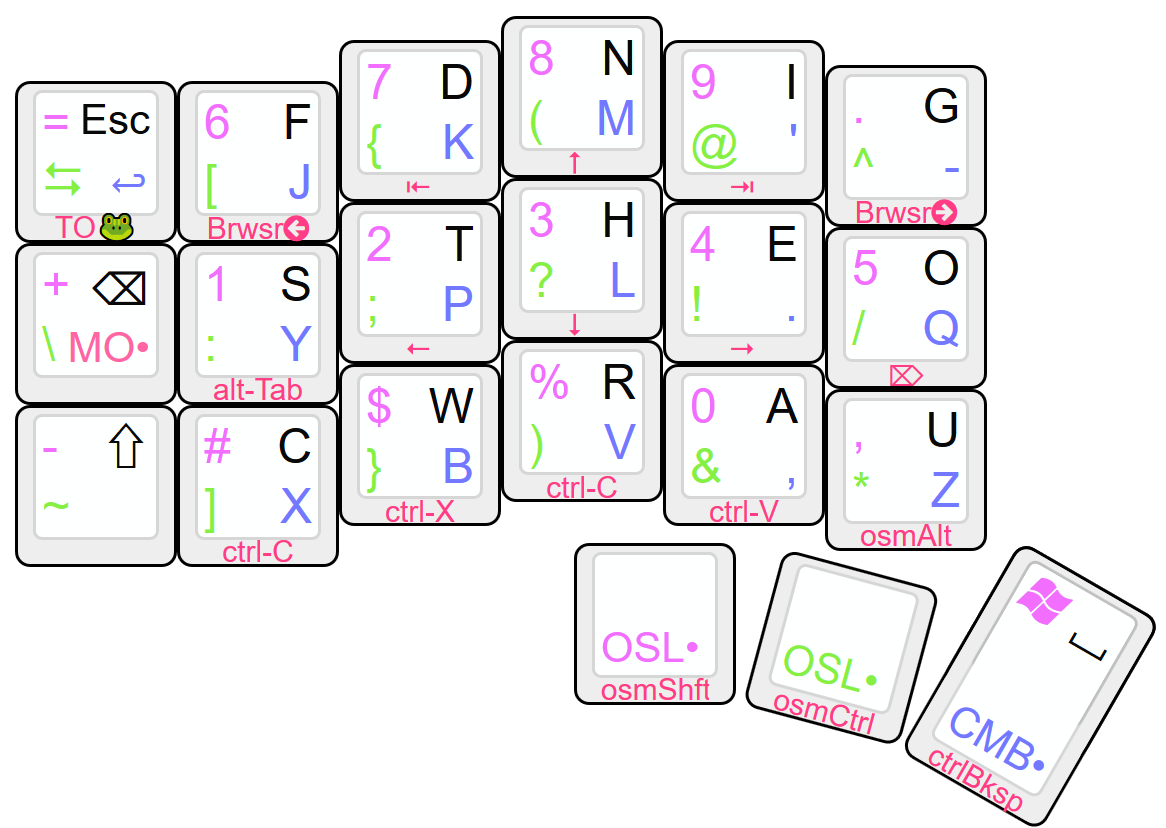 = Esc
⇆ ↩
TO🐸
6 F
[ J
Brwsr⬅
7 D
{ K
⇤
8 N
( M
↑
9 I
@ '
⇥
. G
^ -
Brwsr➡
+ ⌫
\ MO•
1 S
: Y
alt-Tab
2 T
; P
←
3 H
? L
↓
4 E
! .
→
5 O
/ Q
⌦
- ⇧
~
# C
] X
ctrl-C
$ W
} B
ctrl-X
% R
) V
ctrl-C
0 A
& ,
ctrl-V
, U
* Z
osmAlt
OSL•
osmShft
OSL•
osmCtrl
⎵
CMB•
ctrlBksp